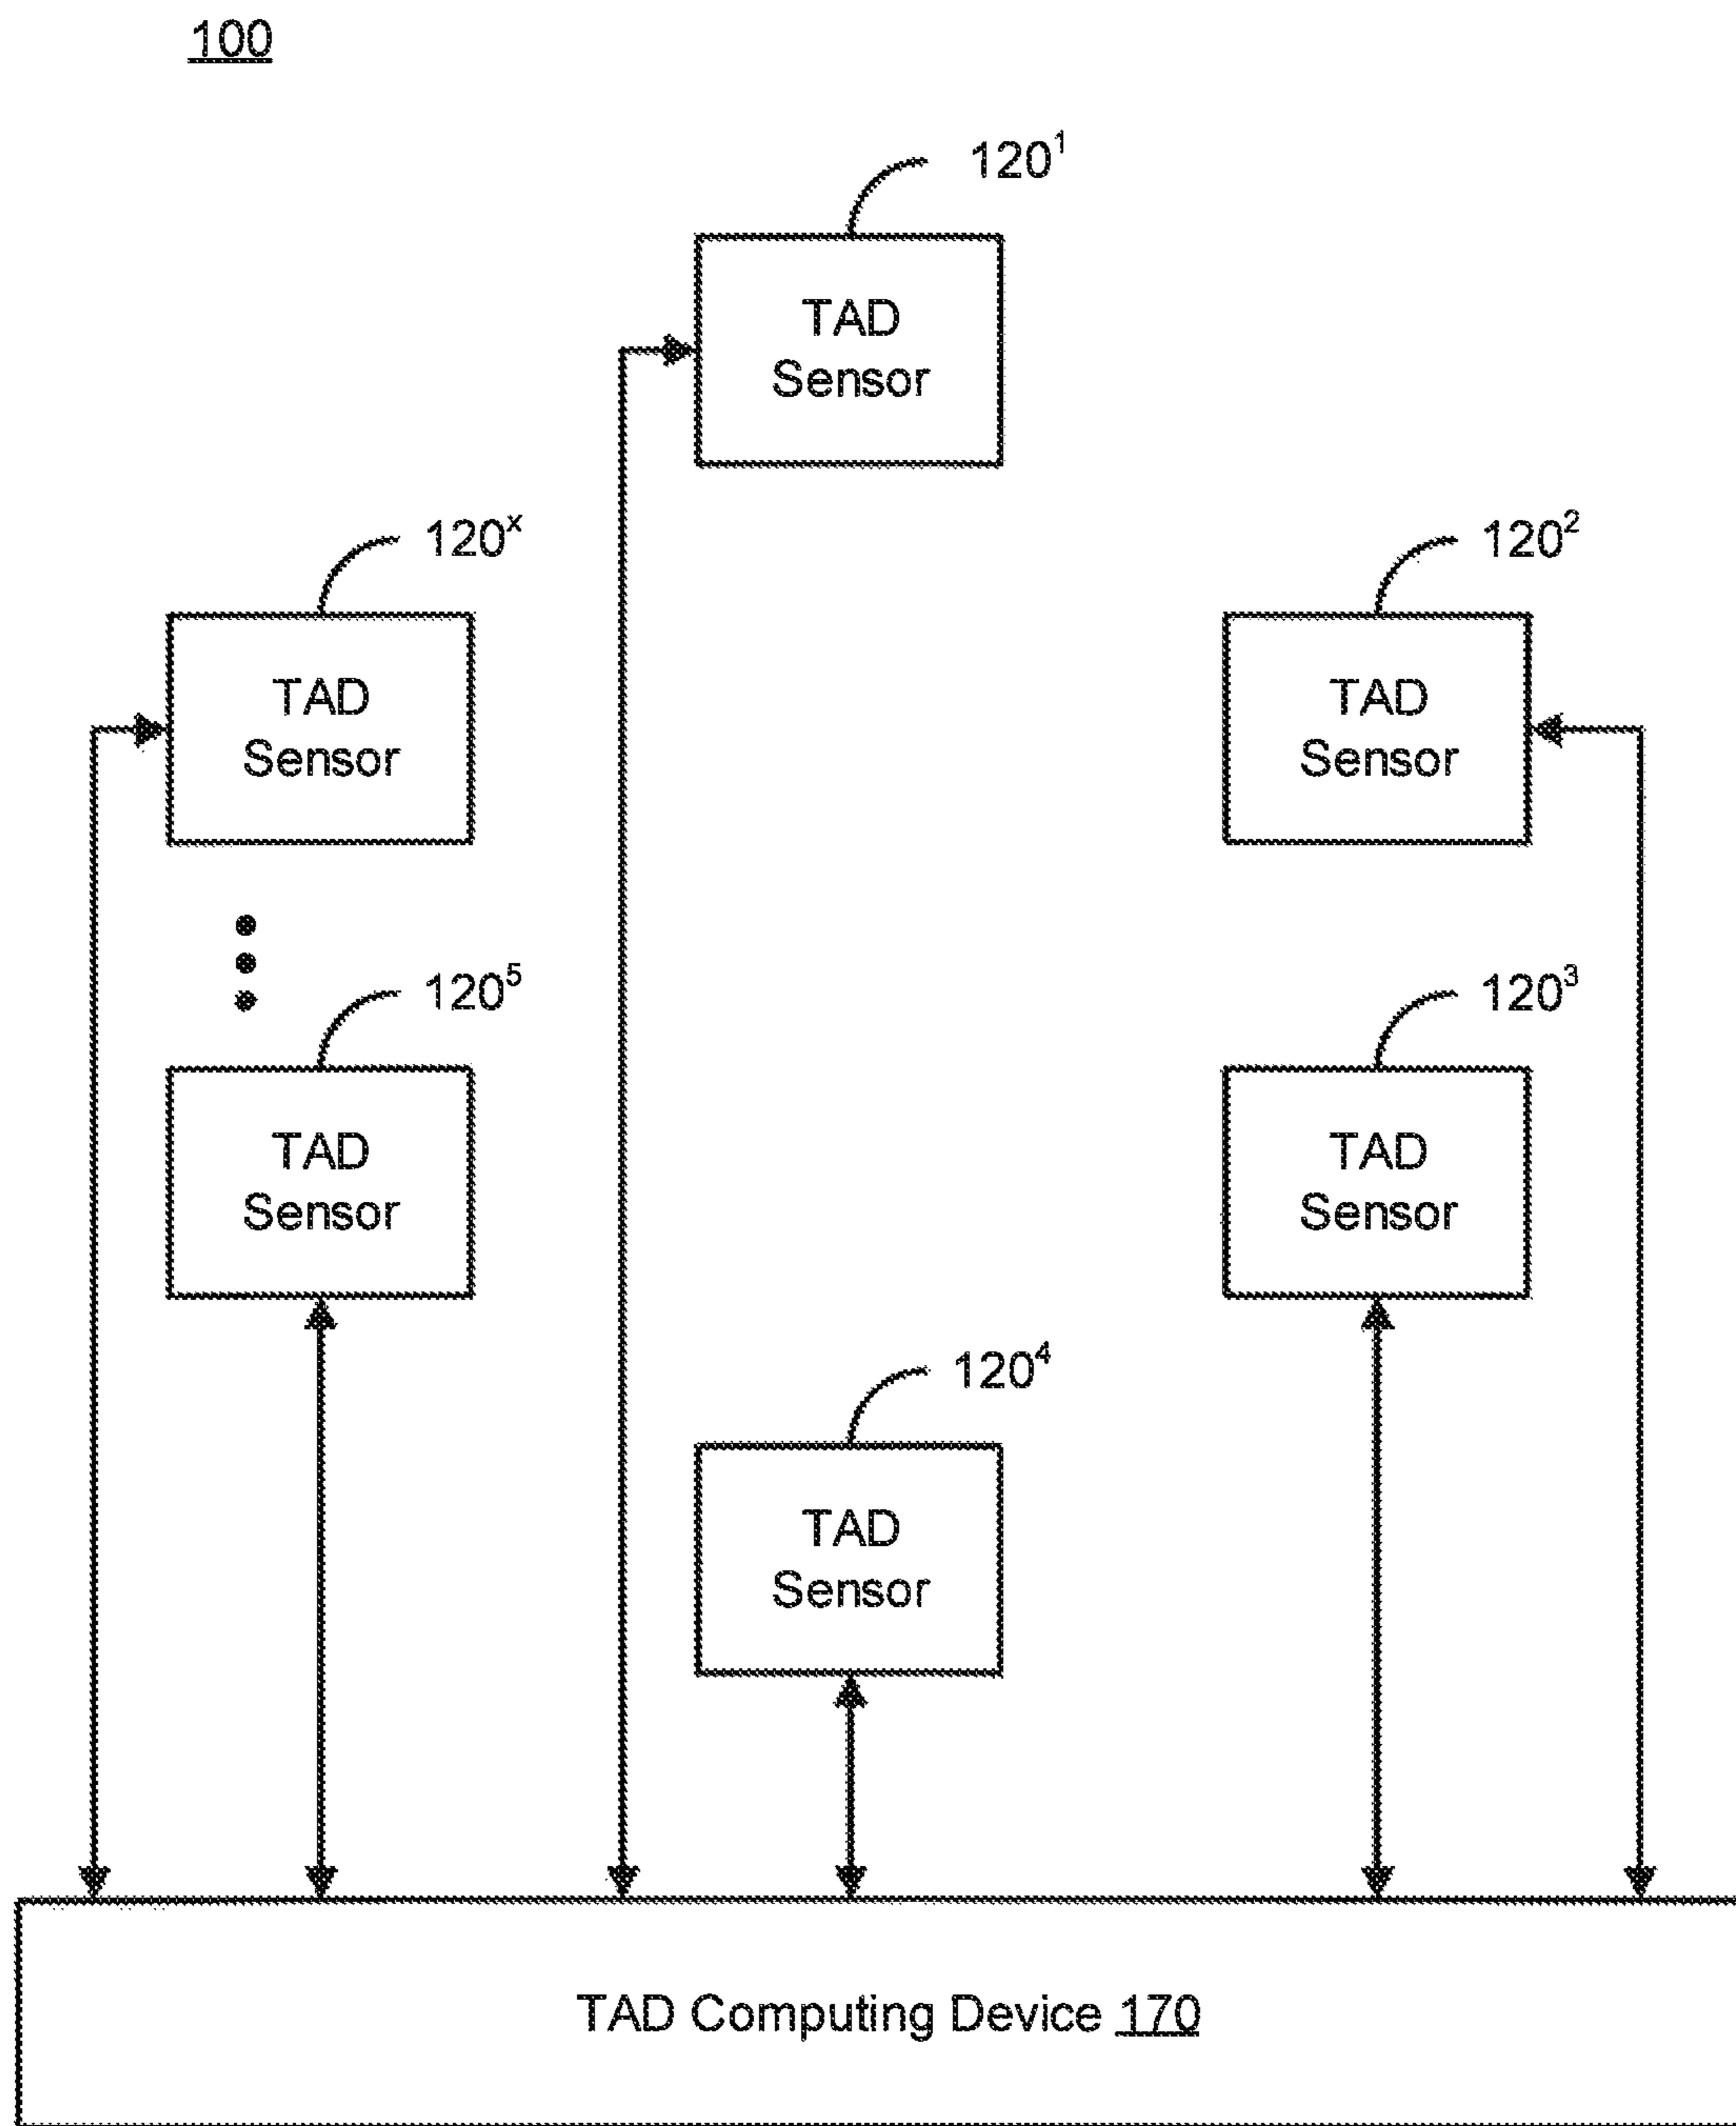 100
120¹
TAD
Sensor
120ˣ
120²
TAD
Sensor
TAD
Sensor
120⁵
120³
TAD
Sensor
TAD
Sensor
120⁴
TAD
Sensor
TAD Computing Device 170